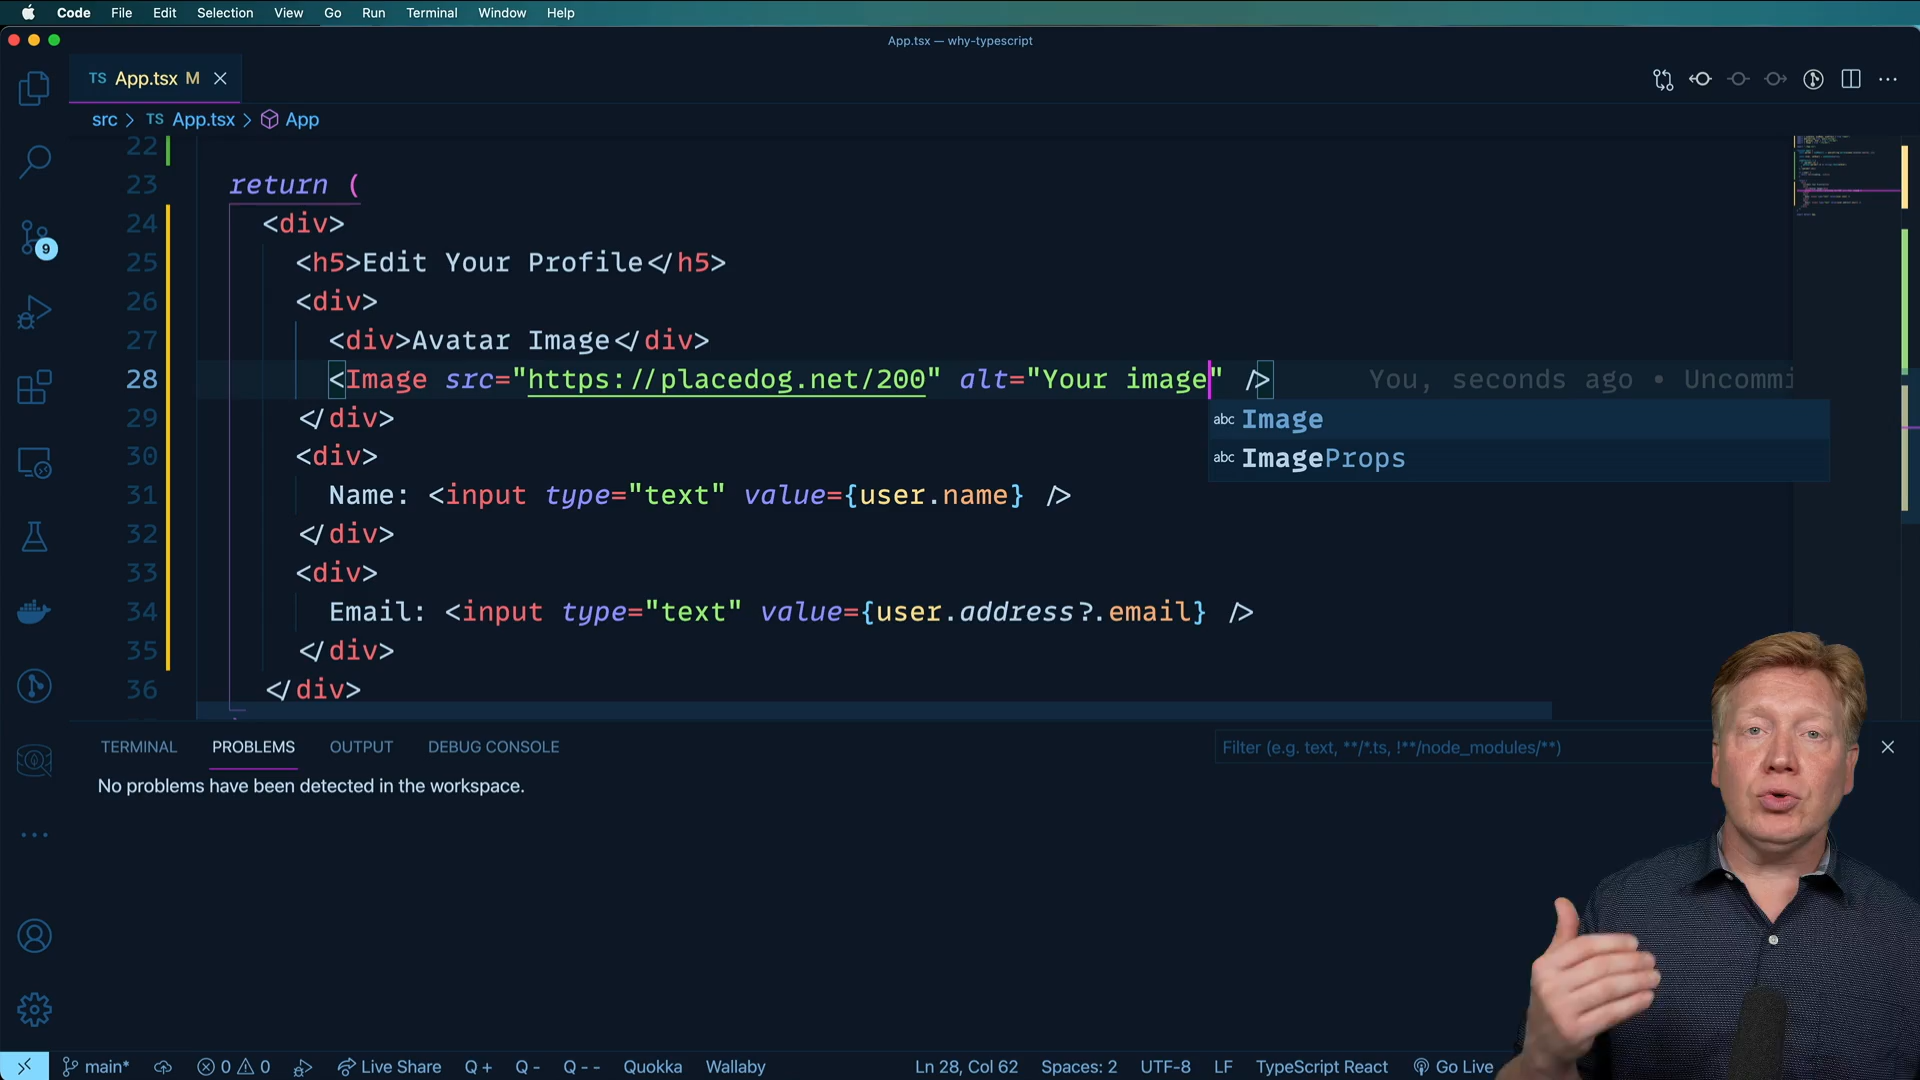 Code File Edit Selection View Go Run Terminal Window Help
App.tsx — why-typescript
TS App.tsx M
src > TS App.tsx > App
22
23 return (
24 <div>
25 <h5>Edit Your Profile</h5>
26 <div>
27 <div>Avatar Image</div>
28 <Image src="https://placedog.net/200" alt="Your image" /> You, seconds ago • Uncommi
29 </div>
abc Image
30 <div>
abc ImageProps
31 Name: <input type="text" value={user.name} />
32 </div>
33 <div>
34 Email: <input type="text" value={user.address?.email} />
35 </div>
36 </div>
9
TERMINAL PROBLEMS OUTPUT DEBUG CONSOLE Filter (e.g. text, **/*.ts, !**/node_modules/**)
No problems have been detected in the workspace.
main* 0 0 Live Share Q + Q - Q - - Quokka Wallaby Ln 28, Col 62 Spaces: 2 UTF-8 LF TypeScript React Go Live